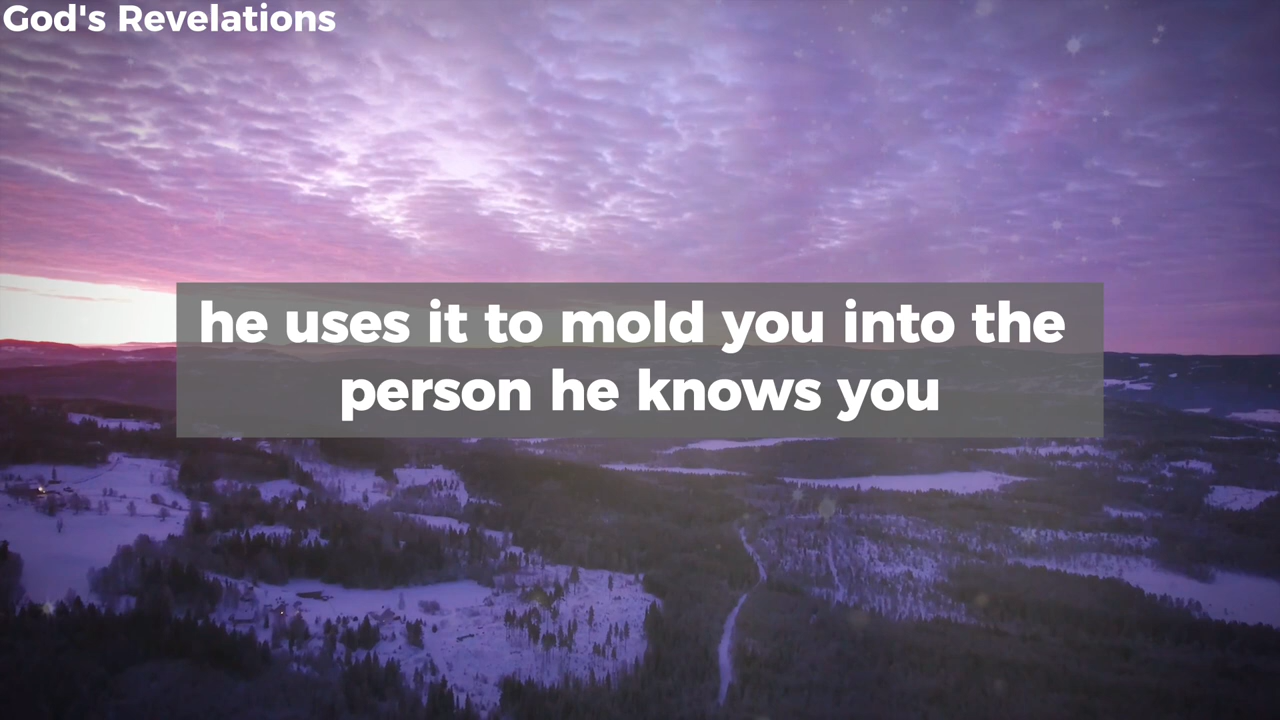 God's Revelations
he uses it to mold you into the
person he knows you